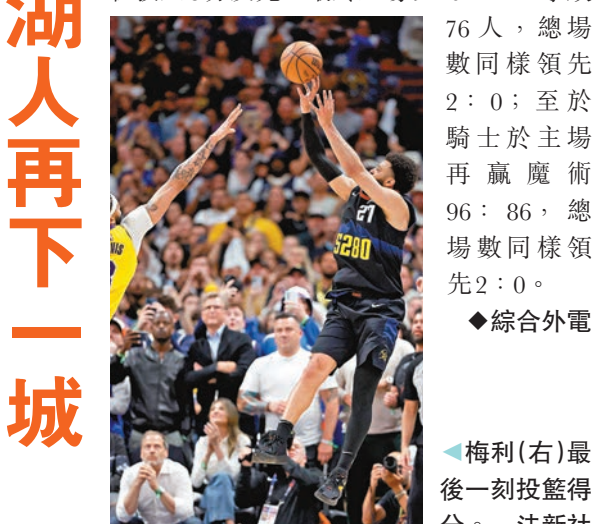 湖人再下一城
76人，總場
數同樣領先
2：0；至於
騎士於主場
再贏魔術
96：86，總
場數同樣領
先2：0。
◆綜合外電
◀梅利(右)最
後一刻投籃得
27
5280